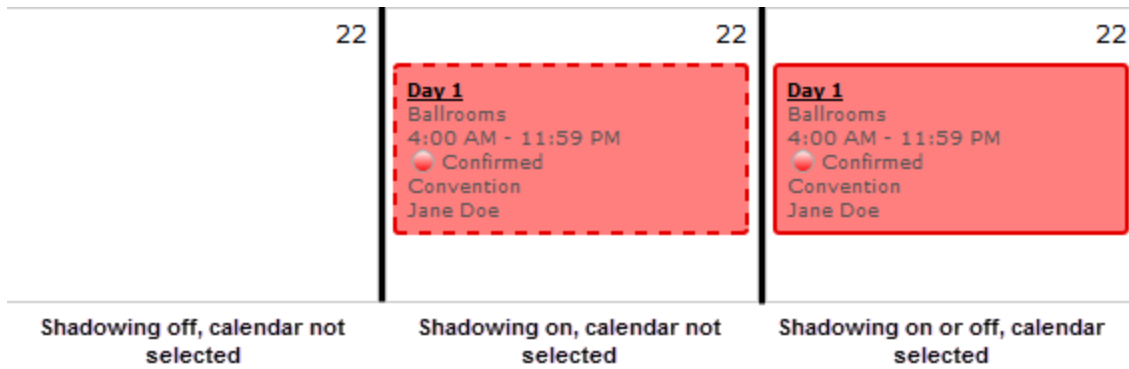 22
22
Day 1
Ballrooms
4:00 AM - 11:59 PM
Confirmed
Convention
Jane Doe
22
Day 1
Ballrooms
4:00 AM - 11:59 PM
Confirmed
Convention
Jane Doe
Shadowing off, calendar not
selected
Shadowing on, calendar not
selected
Shadowing on or off, calendar
selected